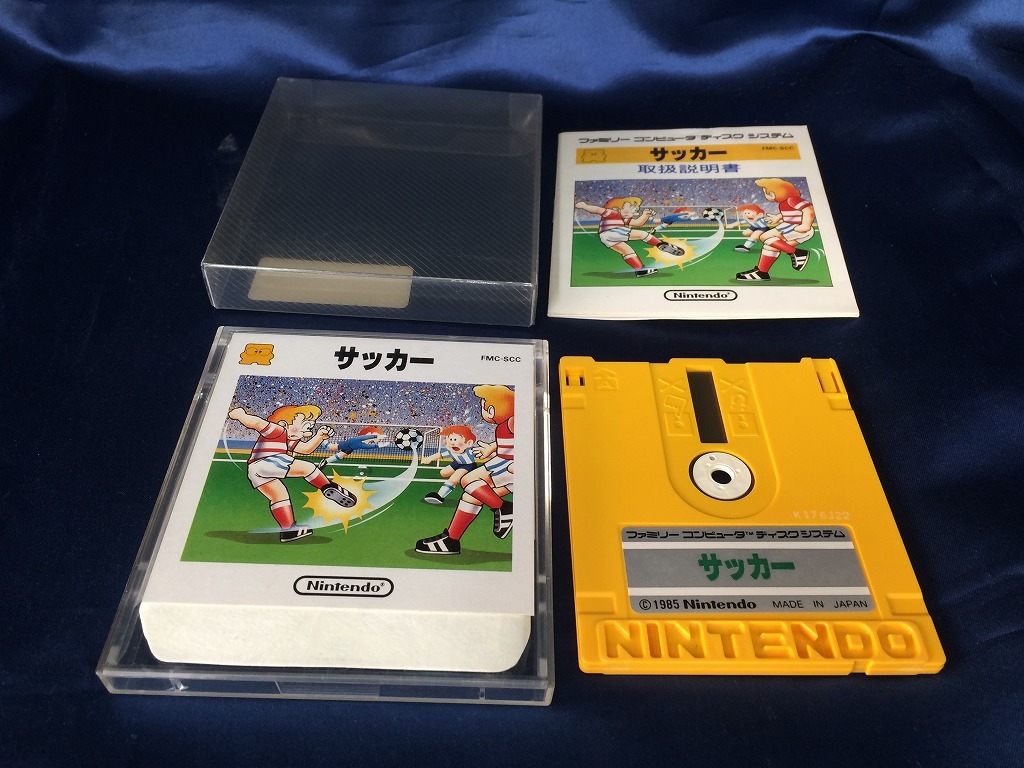 ファミリー コンピュータ ディスク システム
サッカー
FMC-SCC
取扱説明書
Nintendo®
サッカー
FMC-SCC
Nintendo®
K176J22
ファミリー コンピュータ™ ディスク システム
サッカー
©1985 Nintendo MADE IN JAPAN
NINTENDO